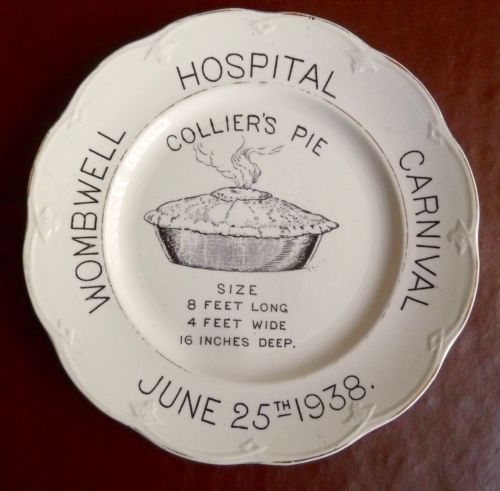 WOMBWELL
HOSPITAL
CARNIVAL
COLLIER'S PIE
SIZE
8 FEET LONG
4 FEET WIDE
16 INCHES DEEP.
JUNE 25TH 1938.